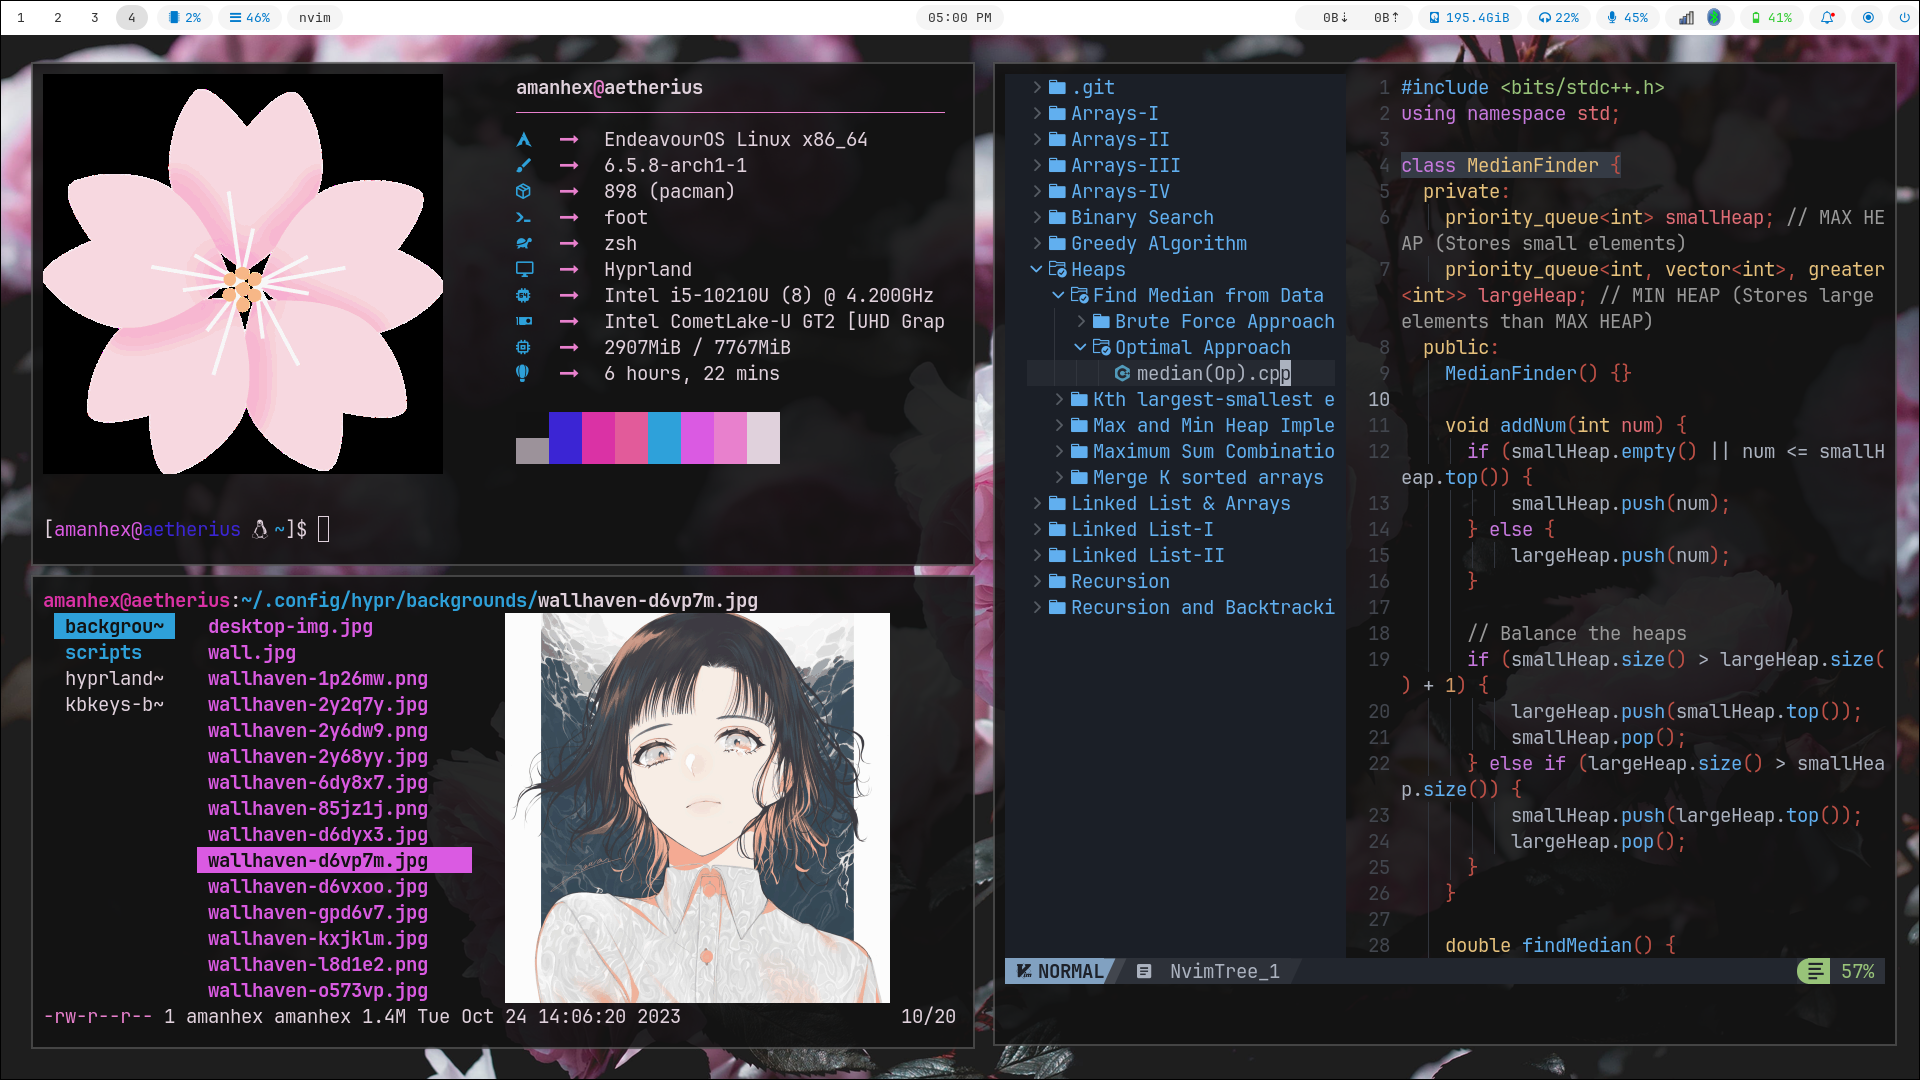 1 2 3 4 2% 46% nvim 05:00 PM 0B↓ 0B↑ 195.4GiB 22% 45% 41%
amanhex@aetherius
→ EndeavourOS Linux x86_64
→ 6.5.8-arch1-1
→ 898 (pacman)
→ foot
→ zsh
→ Hyprland
→ Intel i5-10210U (8) @ 4.200GHz
→ Intel CometLake-U GT2 [UHD Grap
→ 2907MiB / 7767MiB
→ 6 hours, 22 mins
[amanhex@aetherius ~]$
amanhex@aetherius:~/.config/hypr/backgrounds/wallhaven-d6vp7m.jpg
backgrou~
scripts
hyprland~
kbkeys-b~
desktop-img.jpg
wall.jpg
wallhaven-1p26mw.png
wallhaven-2y2q7y.jpg
wallhaven-2y6dw9.png
wallhaven-2y68yy.jpg
wallhaven-6dy8x7.jpg
wallhaven-85jz1j.png
wallhaven-d6dyx3.jpg
wallhaven-d6vp7m.jpg
wallhaven-d6vxoo.jpg
wallhaven-gpd6v7.jpg
wallhaven-kxjklm.jpg
wallhaven-l8d1e2.png
wallhaven-o573vp.jpg
-rw-r--r-- 1 amanhex amanhex 1.4M Tue Oct 24 14:06:20 2023 10/20
.git
Arrays-I
Arrays-II
Arrays-III
Arrays-IV
Binary Search
Greedy Algorithm
Heaps
Find Median from Data
Brute Force Approach
Optimal Approach
median(Op).cpp
Kth largest-smallest e
Max and Min Heap Imple
Maximum Sum Combinatio
Merge K sorted arrays
Linked List & Arrays
Linked List-I
Linked List-II
Recursion
Recursion and Backtracki
1 #include <bits/stdc++.h>
2 using namespace std;
3
4 class MedianFinder {
5 private:
6 priority_queue<int> smallHeap; // MAX HE
AP (Stores small elements)
7 priority_queue<int, vector<int>, greater
<int>> largeHeap; // MIN HEAP (Stores large
elements than MAX HEAP)
8 public:
9 MedianFinder() {}
10
11 void addNum(int num) {
12 if (smallHeap.empty() || num <= smallH
eap.top()) {
13 smallHeap.push(num);
14 } else {
15 largeHeap.push(num);
16 }
17
18 // Balance the heaps
19 if (smallHeap.size() > largeHeap.size(
) + 1) {
20 largeHeap.push(smallHeap.top());
21 smallHeap.pop();
22 } else if (largeHeap.size() > smallHea
p.size()) {
23 smallHeap.push(largeHeap.top());
24 largeHeap.pop();
25 }
26 }
27
28 double findMedian() {
NORMAL NvimTree_1 57%